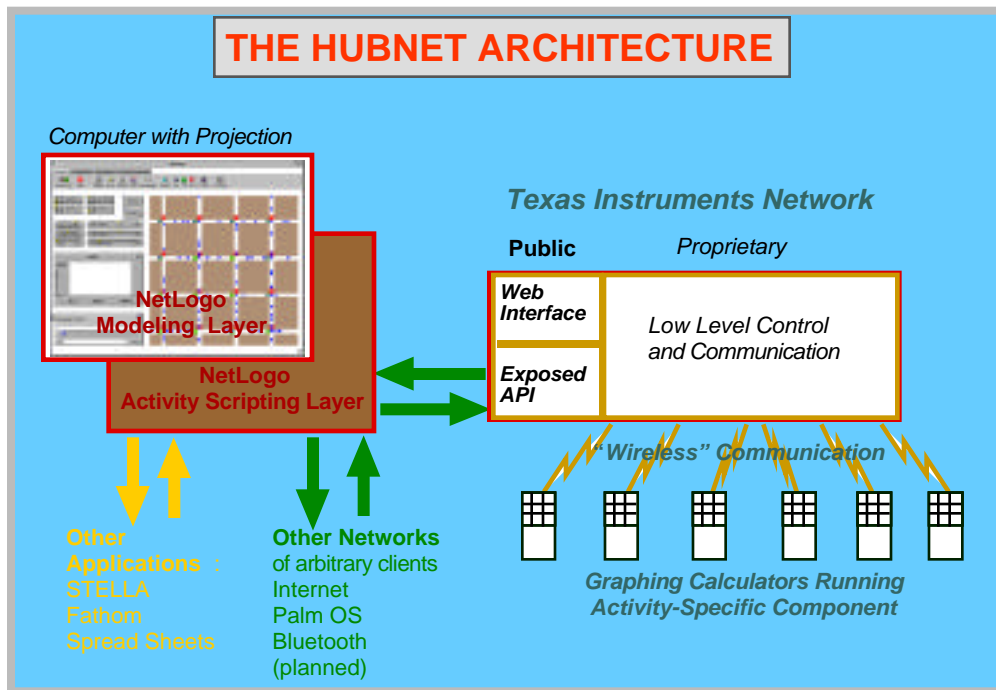 THE HUBNET ARCHITECTURE
Computer with Projection
NetLogo
Modeling Layer
NetLogo
Activity Scripting Layer
Texas Instruments Network
Public
Proprietary
Web
Interface
Exposed
API
Low Level Control
and Communication
“Wireless” Communication
Graphing Calculators Running
Activity-Specific Component
Other
Applications :
STELLA
Fathom
Spread Sheets
Other Networks
of arbitrary clients
Internet
Palm OS
Bluetooth
(planned)